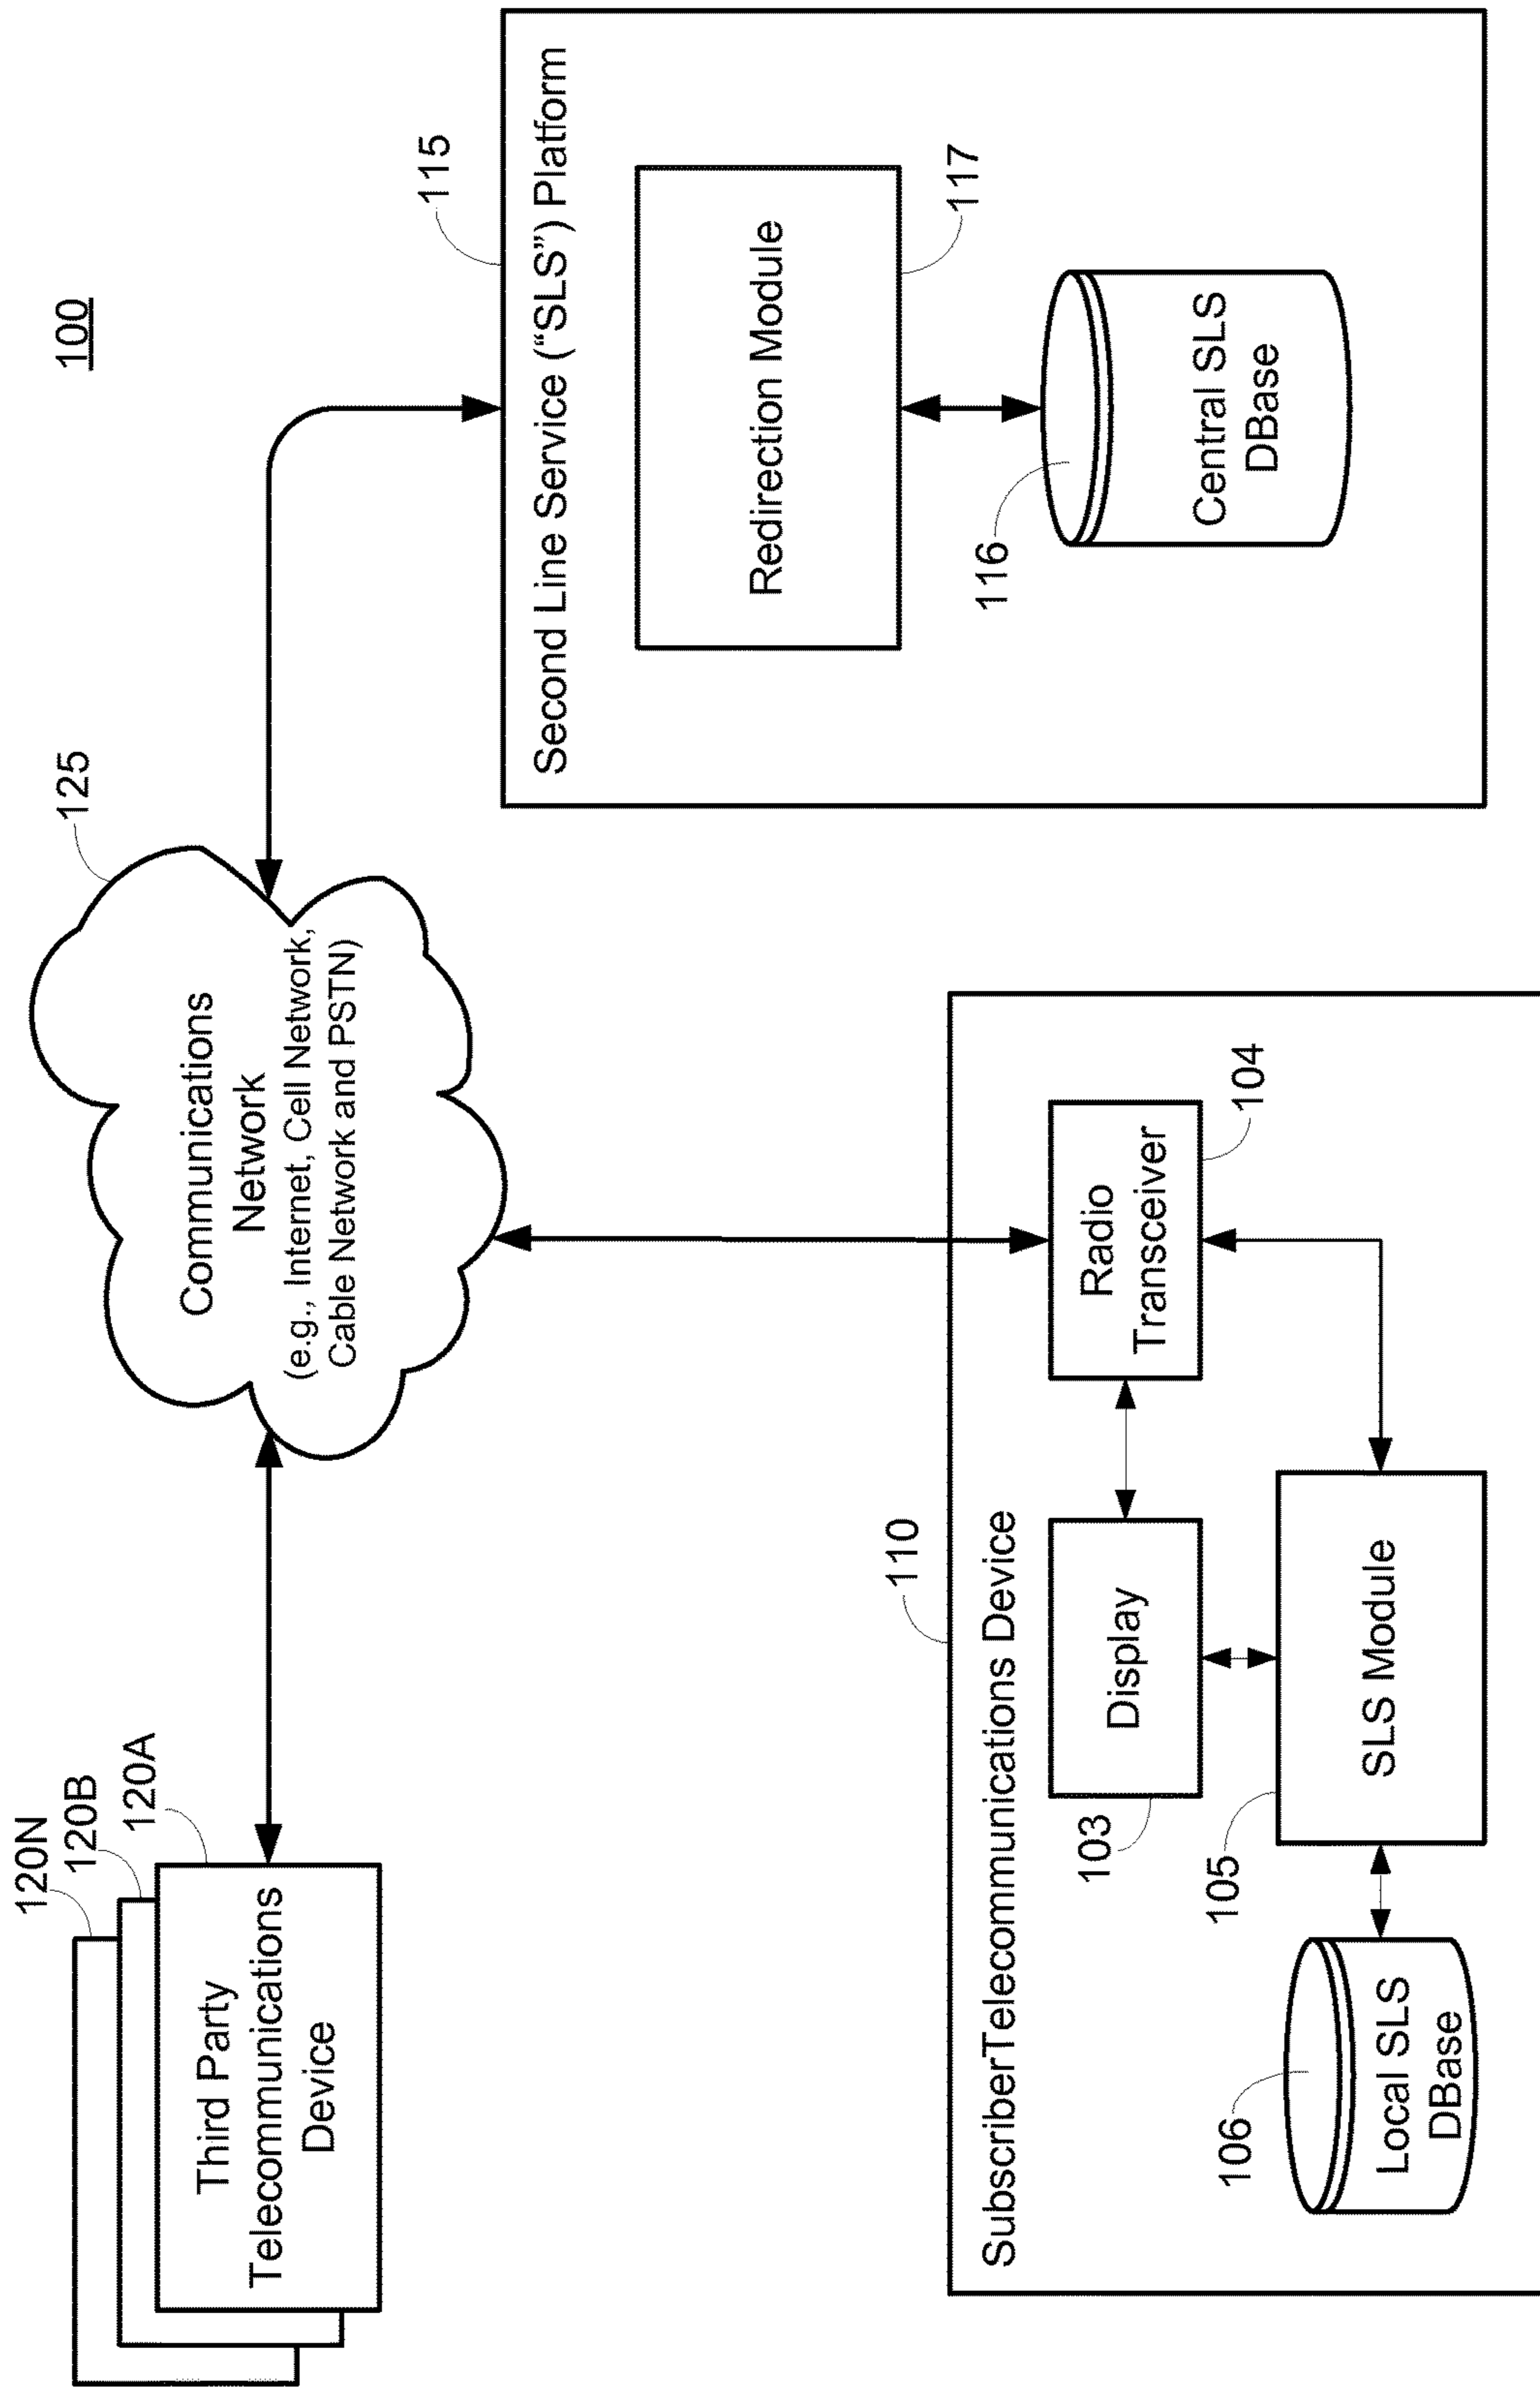 100
120N
120B
120A
Third Party
Telecommunications
Device
125
Communications
Network
(e.g., Internet, Cell Network,
Cable Network and PSTN)
115
Second Line Service (“SLS”) Platform
Redirection Module
117
116
Central SLS
DBase
110
SubscriberTelecommunications Device
Display
103
Radio
Transceiver
104
105
SLS Module
106
Local SLS
DBase